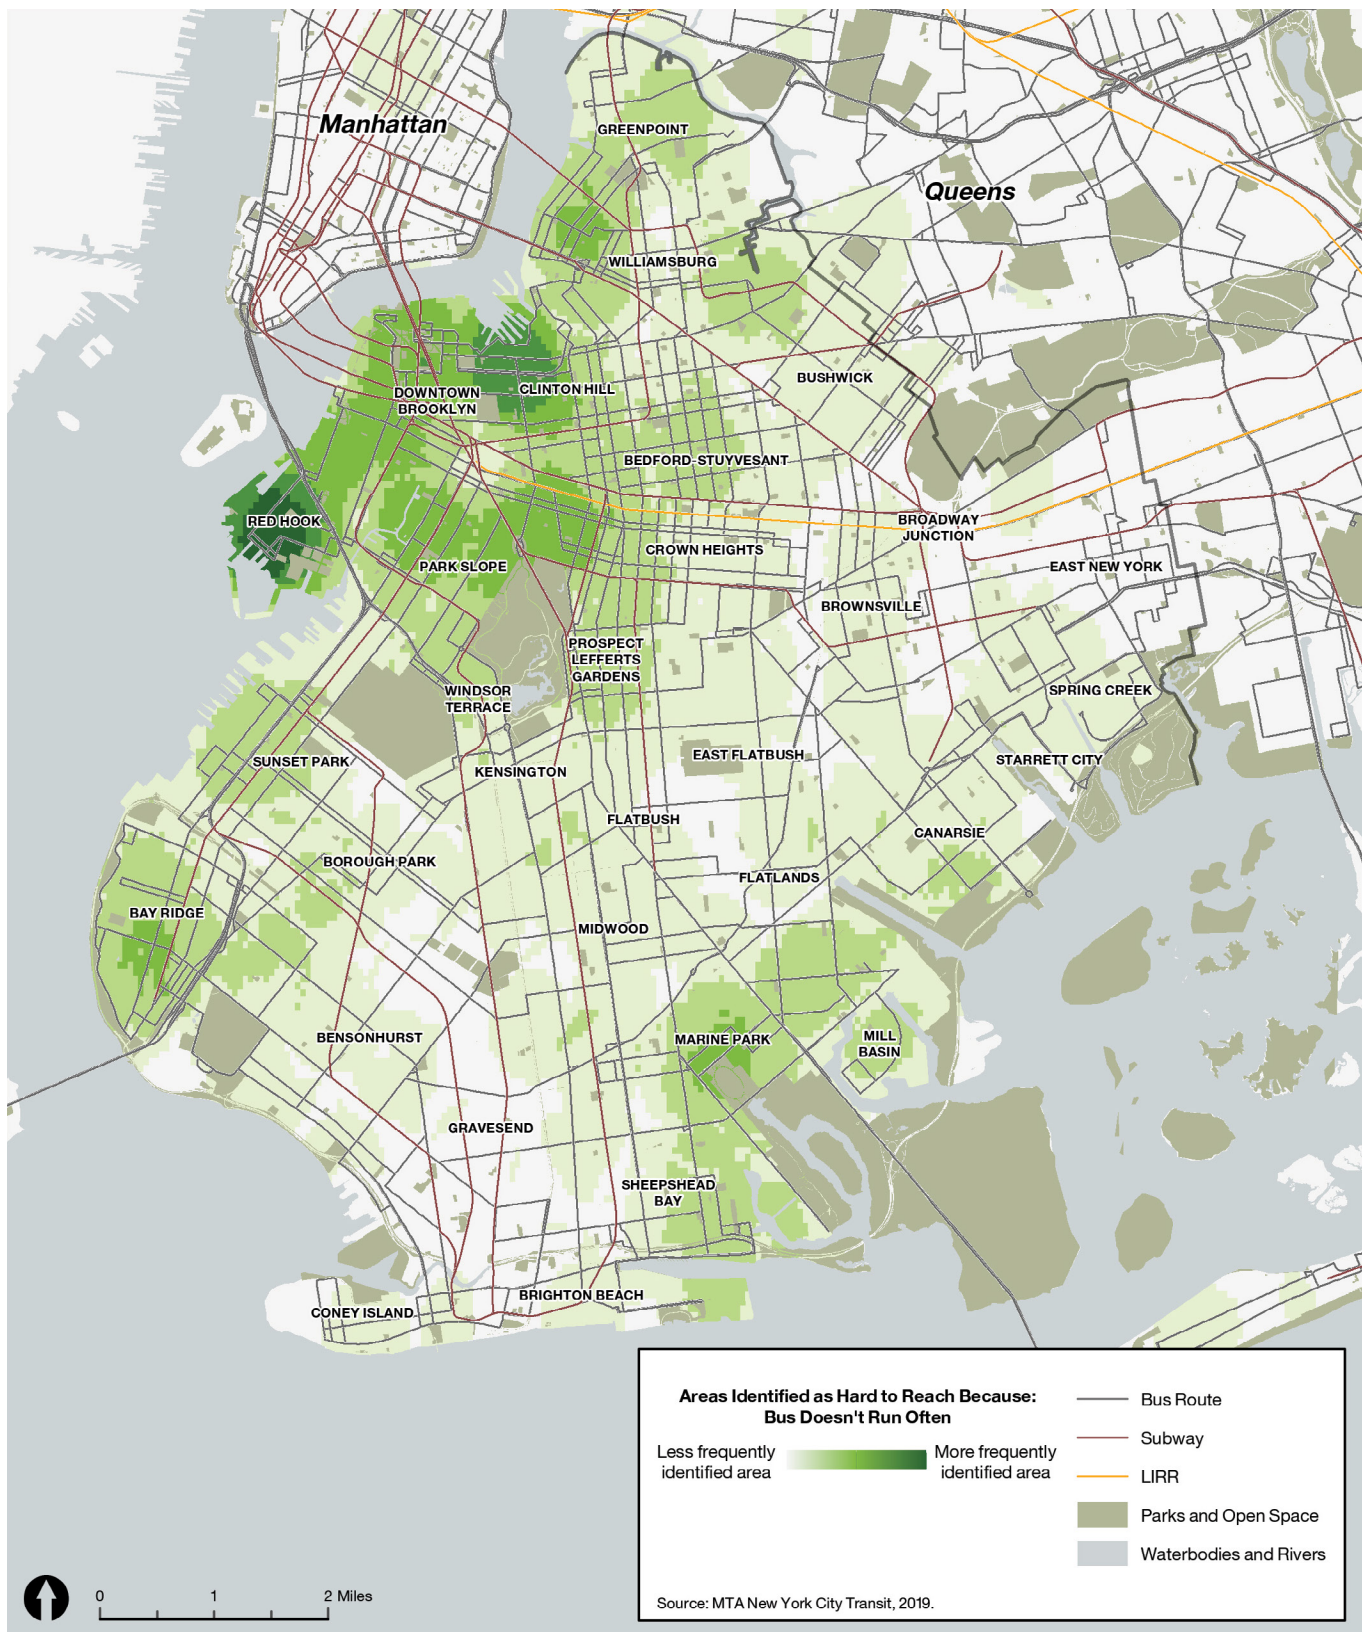 Manhattan
GREENPOINT
Queens
WILLIAMSBURG
BUSHWICK
DOWNTOWN
BROOKLYN
CLINTON HILL
BEDFORD-STUYVESANT
RED HOOK
BROADWAY
JUNCTION
CROWN HEIGHTS
PARK SLOPE
EAST NEW YORK
BROWNSVILLE
PROSPECT
LEFFERTS
GARDENS
WINDSOR
TERRACE
SPRING CREEK
SUNSET PARK
KENSINGTON
EAST FLATBUSH
STARRETT CITY
FLATBUSH
CANARSIE
BOROUGH PARK
FLATLANDS
BAY RIDGE
MIDWOOD
BENSONHURST
MARINE PARK
MILL
BASIN
GRAVESEND
SHEEPSHEAD
BAY
BRIGHTON BEACH
CONEY ISLAND
Areas Identified as Hard to Reach Because:
Bus Doesn't Run Often
Less frequently
identified area
More frequently
identified area
Bus Route
Subway
LIRR
Parks and Open Space
Waterbodies and Rivers
Source: MTA New York City Transit, 2019.
0 1 2 Miles